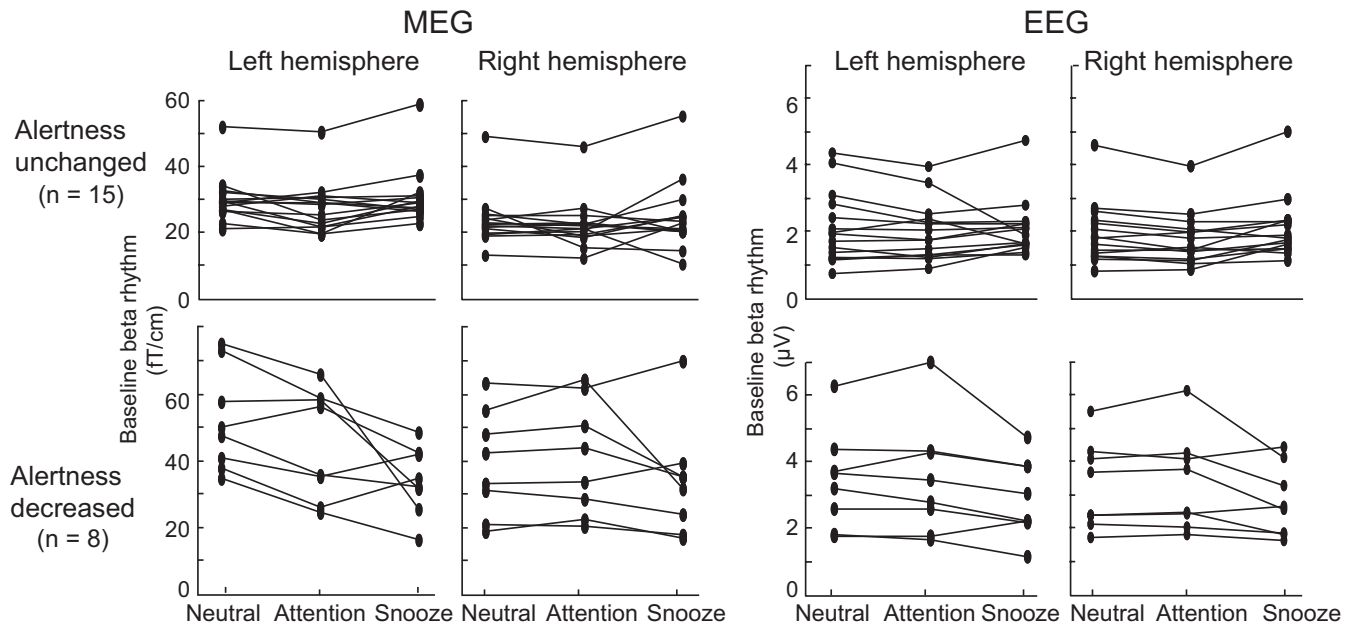 MEG
EEG
Left hemisphere
Right hemisphere
Left hemisphere
Right hemisphere
Alertness
unchanged
(n = 15)
60
40
20
0
6
4
2
0
Baseline beta rhythm
(fT/cm)
Baseline beta rhythm
(µV)
Alertness
decreased
(n = 8)
60
40
20
0
6
4
2
0
Neutral Attention Snooze
Neutral Attention Snooze
Neutral Attention Snooze
Neutral Attention Snooze